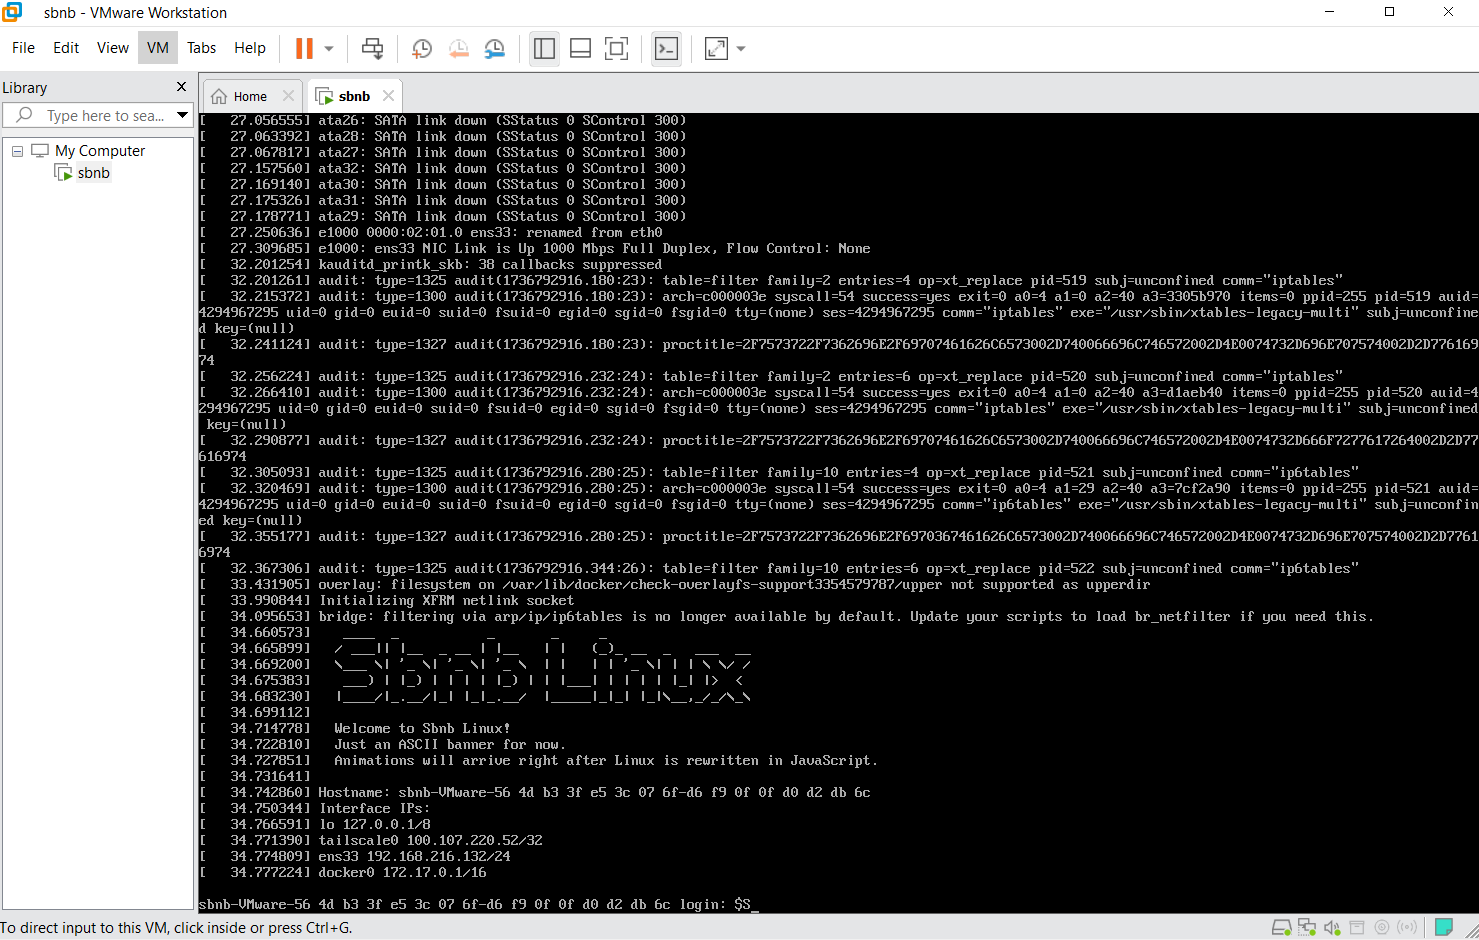 sbnb - VMware Workstation
File Edit View VM Tabs Help
Library
Home
sbnb
Type here to sea...
My Computer
sbnb
[   27.056555] ata26: SATA link down (SStatus 0 SControl 300)
[   27.063392] ata28: SATA link down (SStatus 0 SControl 300)
[   27.067817] ata27: SATA link down (SStatus 0 SControl 300)
[   27.157560] ata32: SATA link down (SStatus 0 SControl 300)
[   27.169140] ata30: SATA link down (SStatus 0 SControl 300)
[   27.175326] ata31: SATA link down (SStatus 0 SControl 300)
[   27.178771] ata29: SATA link down (SStatus 0 SControl 300)
[   27.250636] e1000 0000:02:01.0 ens33: renamed from eth0
[   27.309685] e1000: ens33 NIC Link is Up 1000 Mbps Full Duplex, Flow Control: None
[   32.201254] kauditd_printk_skb: 38 callbacks suppressed
[   32.201261] audit: type=1325 audit(1736792916.180:23): table=filter family=2 entries=4 op=xt_replace pid=519 subj=unconfined comm="iptables"
[   32.215372] audit: type=1300 audit(1736792916.180:23): arch=c000003e syscall=54 success=yes exit=0 a0=4 a1=0 a2=40 a3=3305b970 items=0 ppid=255 pid=519 auid=
4294967295 uid=0 gid=0 euid=0 suid=0 fsuid=0 egid=0 sgid=0 fsgid=0 tty=(none) ses=4294967295 comm="iptables" exe="/usr/sbin/xtables-legacy-multi" subj=unconfine
d key=(null)
[   32.241124] audit: type=1327 audit(1736792916.180:23): proctitle=2F7573722F7362696E2F69707461626C6573002D740066696C746572002D4E0074732D696E707574002D2D776169
74
[   32.256224] audit: type=1325 audit(1736792916.232:24): table=filter family=2 entries=6 op=xt_replace pid=520 subj=unconfined comm="iptables"
[   32.266410] audit: type=1300 audit(1736792916.232:24): arch=c000003e syscall=54 success=yes exit=0 a0=4 a1=0 a2=40 a3=d1aeb40 items=0 ppid=255 pid=520 auid=4
294967295 uid=0 gid=0 euid=0 suid=0 fsuid=0 egid=0 sgid=0 fsgid=0 tty=(none) ses=4294967295 comm="iptables" exe="/usr/sbin/xtables-legacy-multi" subj=unconfined
key=(null)
[   32.290877] audit: type=1327 audit(1736792916.232:24): proctitle=2F7573722F7362696E2F69707461626C6573002D740066696C746572002D4E0074732D666F7277617264002D2D77
616974
[   32.305093] audit: type=1325 audit(1736792916.280:25): table=filter family=10 entries=4 op=xt_replace pid=521 subj=unconfined comm="ip6tables"
[   32.320469] audit: type=1300 audit(1736792916.280:25): arch=c000003e syscall=54 success=yes exit=0 a0=4 a1=29 a2=40 a3=7cf2a90 items=0 ppid=255 pid=521 auid=
4294967295 uid=0 gid=0 euid=0 suid=0 fsuid=0 egid=0 sgid=0 fsgid=0 tty=(none) ses=4294967295 comm="ip6tables" exe="/usr/sbin/xtables-legacy-multi" subj=unconfin
ed key=(null)
[   32.355177] audit: type=1327 audit(1736792916.280:25): proctitle=2F7573722F7362696E2F6970367461626C6573002D740066696C746572002D4E0074732D696E707574002D2D7761
6974
[   32.367306] audit: type=1325 audit(1736792916.344:26): table=filter family=10 entries=6 op=xt_replace pid=522 subj=unconfined comm="ip6tables"
[   33.431905] overlay: filesystem on /var/lib/docker/check-overlayfs-support3354579787/upper not supported as upperdir
[   33.990844] Initializing XFRM netlink socket
[   34.095653] bridge: filtering via arp/ip/ip6tables is no longer available by default. Update your scripts to load br_netfilter if you need this.
[   34.660573]
[   34.665899]
[   34.669200] Sbnb Linux
[   34.675383]
[   34.683230]
[   34.699112]
[   34.714778]   Welcome to Sbnb Linux!
[   34.722810]   Just an ASCII banner for now.
[   34.727851]   Animations will arrive right after Linux is rewritten in JavaScript.
[   34.731641]
[   34.742860] Hostname: sbnb-VMware-56 4d b3 3f e5 3c 07 6f-d6 f9 0f 0f d0 d2 db 6c
[   34.750344] Interface IPs:
[   34.766591] lo 127.0.0.1/8
[   34.771390] tailscale0 100.107.220.52/32
[   34.774809] ens33 192.168.216.132/24
[   34.777224] docker0 172.17.0.1/16
sbnb-VMware-56 4d b3 3f e5 3c 07 6f-d6 f9 0f 0f d0 d2 db 6c login: $S_
To direct input to this VM, click inside or press Ctrl+G.